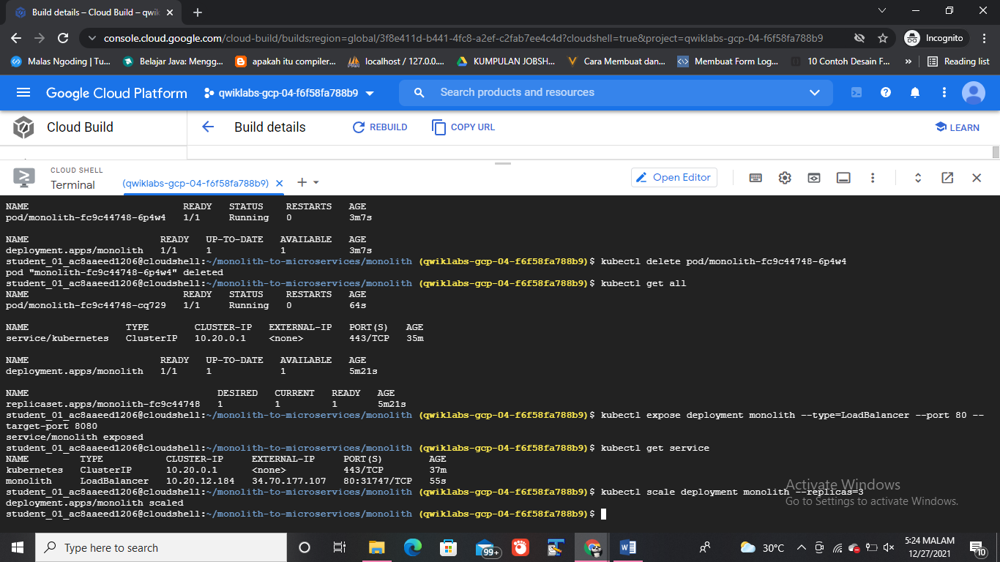 Build details – Cloud Build – qwik
console.cloud.google.com/cloud-build/builds;region=global/3f8e411d-b441-4fc8-a2ef-c2fab7ee4c4d?cloudshell=true&project=qwiklabs-gcp-04-f6f58fa788b9
Incognito
Malas Ngoding | Tu... Belajar Java: Mengg... apakah itu compiler... localhost / 127.0.0.... KUMPULAN JOBSH... Cara Membuat dan... Membuat Form Log... 10 Contoh Desain F... » Reading list
Google Cloud Platform qwiklabs-gcp-04-f6f58fa788b9 Search products and resources
Cloud Build Build details REBUILD COPY URL LEARN
CLOUD SHELL
Terminal (qwiklabs-gcp-04-f6f58fa788b9) Open Editor
NAME READY STATUS RESTARTS AGE
pod/monolith-fc9c44748-6p4w4 1/1 Running 0 3m7s
NAME READY UP-TO-DATE AVAILABLE AGE
deployment.apps/monolith 1/1 1 1 3m7s
student_01_ac8aaeed1206@cloudshell:~/monolith-to-microservices/monolith (qwiklabs-gcp-04-f6f58fa788b9)$ kubectl delete pod/monolith-fc9c44748-6p4w4
pod "monolith-fc9c44748-6p4w4" deleted
student_01_ac8aaeed1206@cloudshell:~/monolith-to-microservices/monolith (qwiklabs-gcp-04-f6f58fa788b9)$ kubectl get all
NAME READY STATUS RESTARTS AGE
pod/monolith-fc9c44748-cq729 1/1 Running 0 64s
NAME TYPE CLUSTER-IP EXTERNAL-IP PORT(S) AGE
service/kubernetes ClusterIP 10.20.0.1 <none> 443/TCP 35m
NAME READY UP-TO-DATE AVAILABLE AGE
deployment.apps/monolith 1/1 1 1 5m21s
NAME DESIRED CURRENT READY AGE
replicaset.apps/monolith-fc9c44748 1 1 1 5m21s
student_01_ac8aaeed1206@cloudshell:~/monolith-to-microservices/monolith (qwiklabs-gcp-04-f6f58fa788b9)$ kubectl expose deployment monolith --type=LoadBalancer --port 80 --
target-port 8080
service/monolith exposed
student_01_ac8aaeed1206@cloudshell:~/monolith-to-microservices/monolith (qwiklabs-gcp-04-f6f58fa788b9)$ kubectl get service
NAME TYPE CLUSTER-IP EXTERNAL-IP PORT(S) AGE
kubernetes ClusterIP 10.20.0.1 <none> 443/TCP 37m
monolith LoadBalancer 10.20.12.184 34.70.177.107 80:31747/TCP 55s
student_01_ac8aaeed1206@cloudshell:~/monolith-to-microservices/monolith (qwiklabs-gcp-04-f6f58fa788b9)$ kubectl scale deployment monolith --replicas=3
deployment.apps/monolith scaled
student_01_ac8aaeed1206@cloudshell:~/monolith-to-microservices/monolith (qwiklabs-gcp-04-f6f58fa788b9)$
Activate Windows
Go to Settings to activate Windows.
Type here to search
99+
30°C
5:24 MALAM
12/27/2021
10